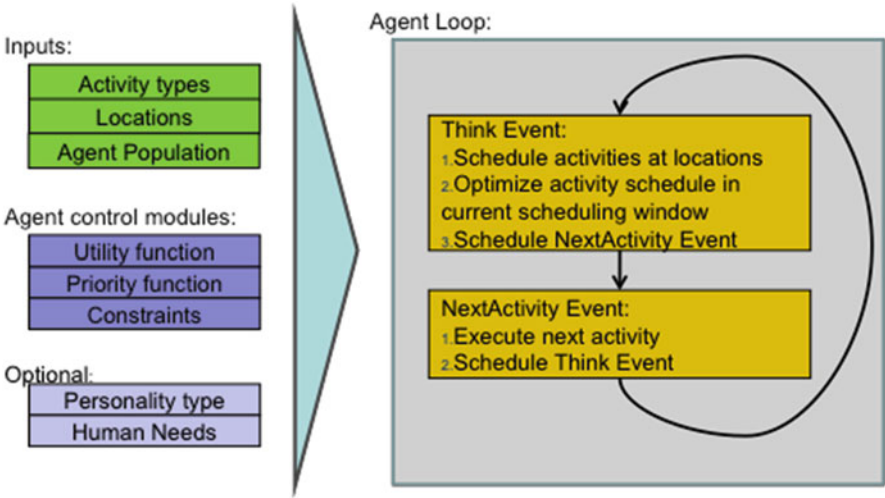 Inputs:
Activity types
Locations
Agent Population
Agent control modules:
Utility function
Priority function
Constraints
Optional:
Personality type
Human Needs
Agent Loop:
Think Event:
1.Schedule activities at locations
2.Optimize activity schedule in
current scheduling window
3.Schedule NextActivity Event
NextActivity Event:
1.Execute next activity
2.Schedule Think Event